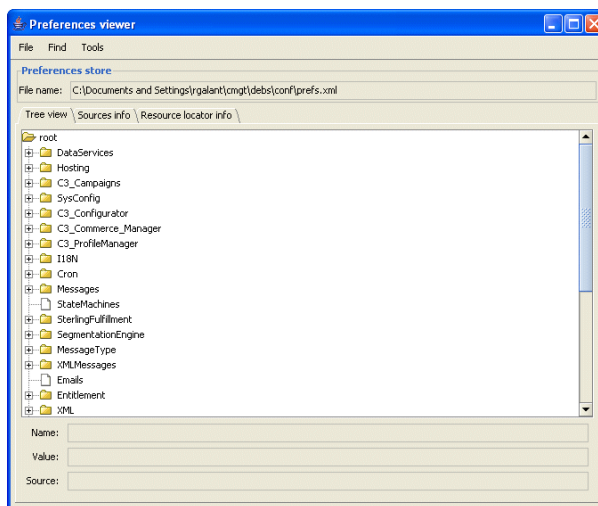 Preferences viewer
File Find Tools
Preferences store
File name: C:\Documents and Settings\rgalant\cmgt\debs\conf\prefs.xml
Tree view Sources info Resource locator info
root
DataServices
Hosting
C3_Campaigns
SysConfig
C3_Configurator
C3_Commerce_Manager
C3_ProfileManager
I18N
Cron
Messages
StateMachines
SterlingFulfillment
SegmentationEngine
MessageType
XMLMessages
Emails
Entitlement
XML
Name:
Value:
Source: